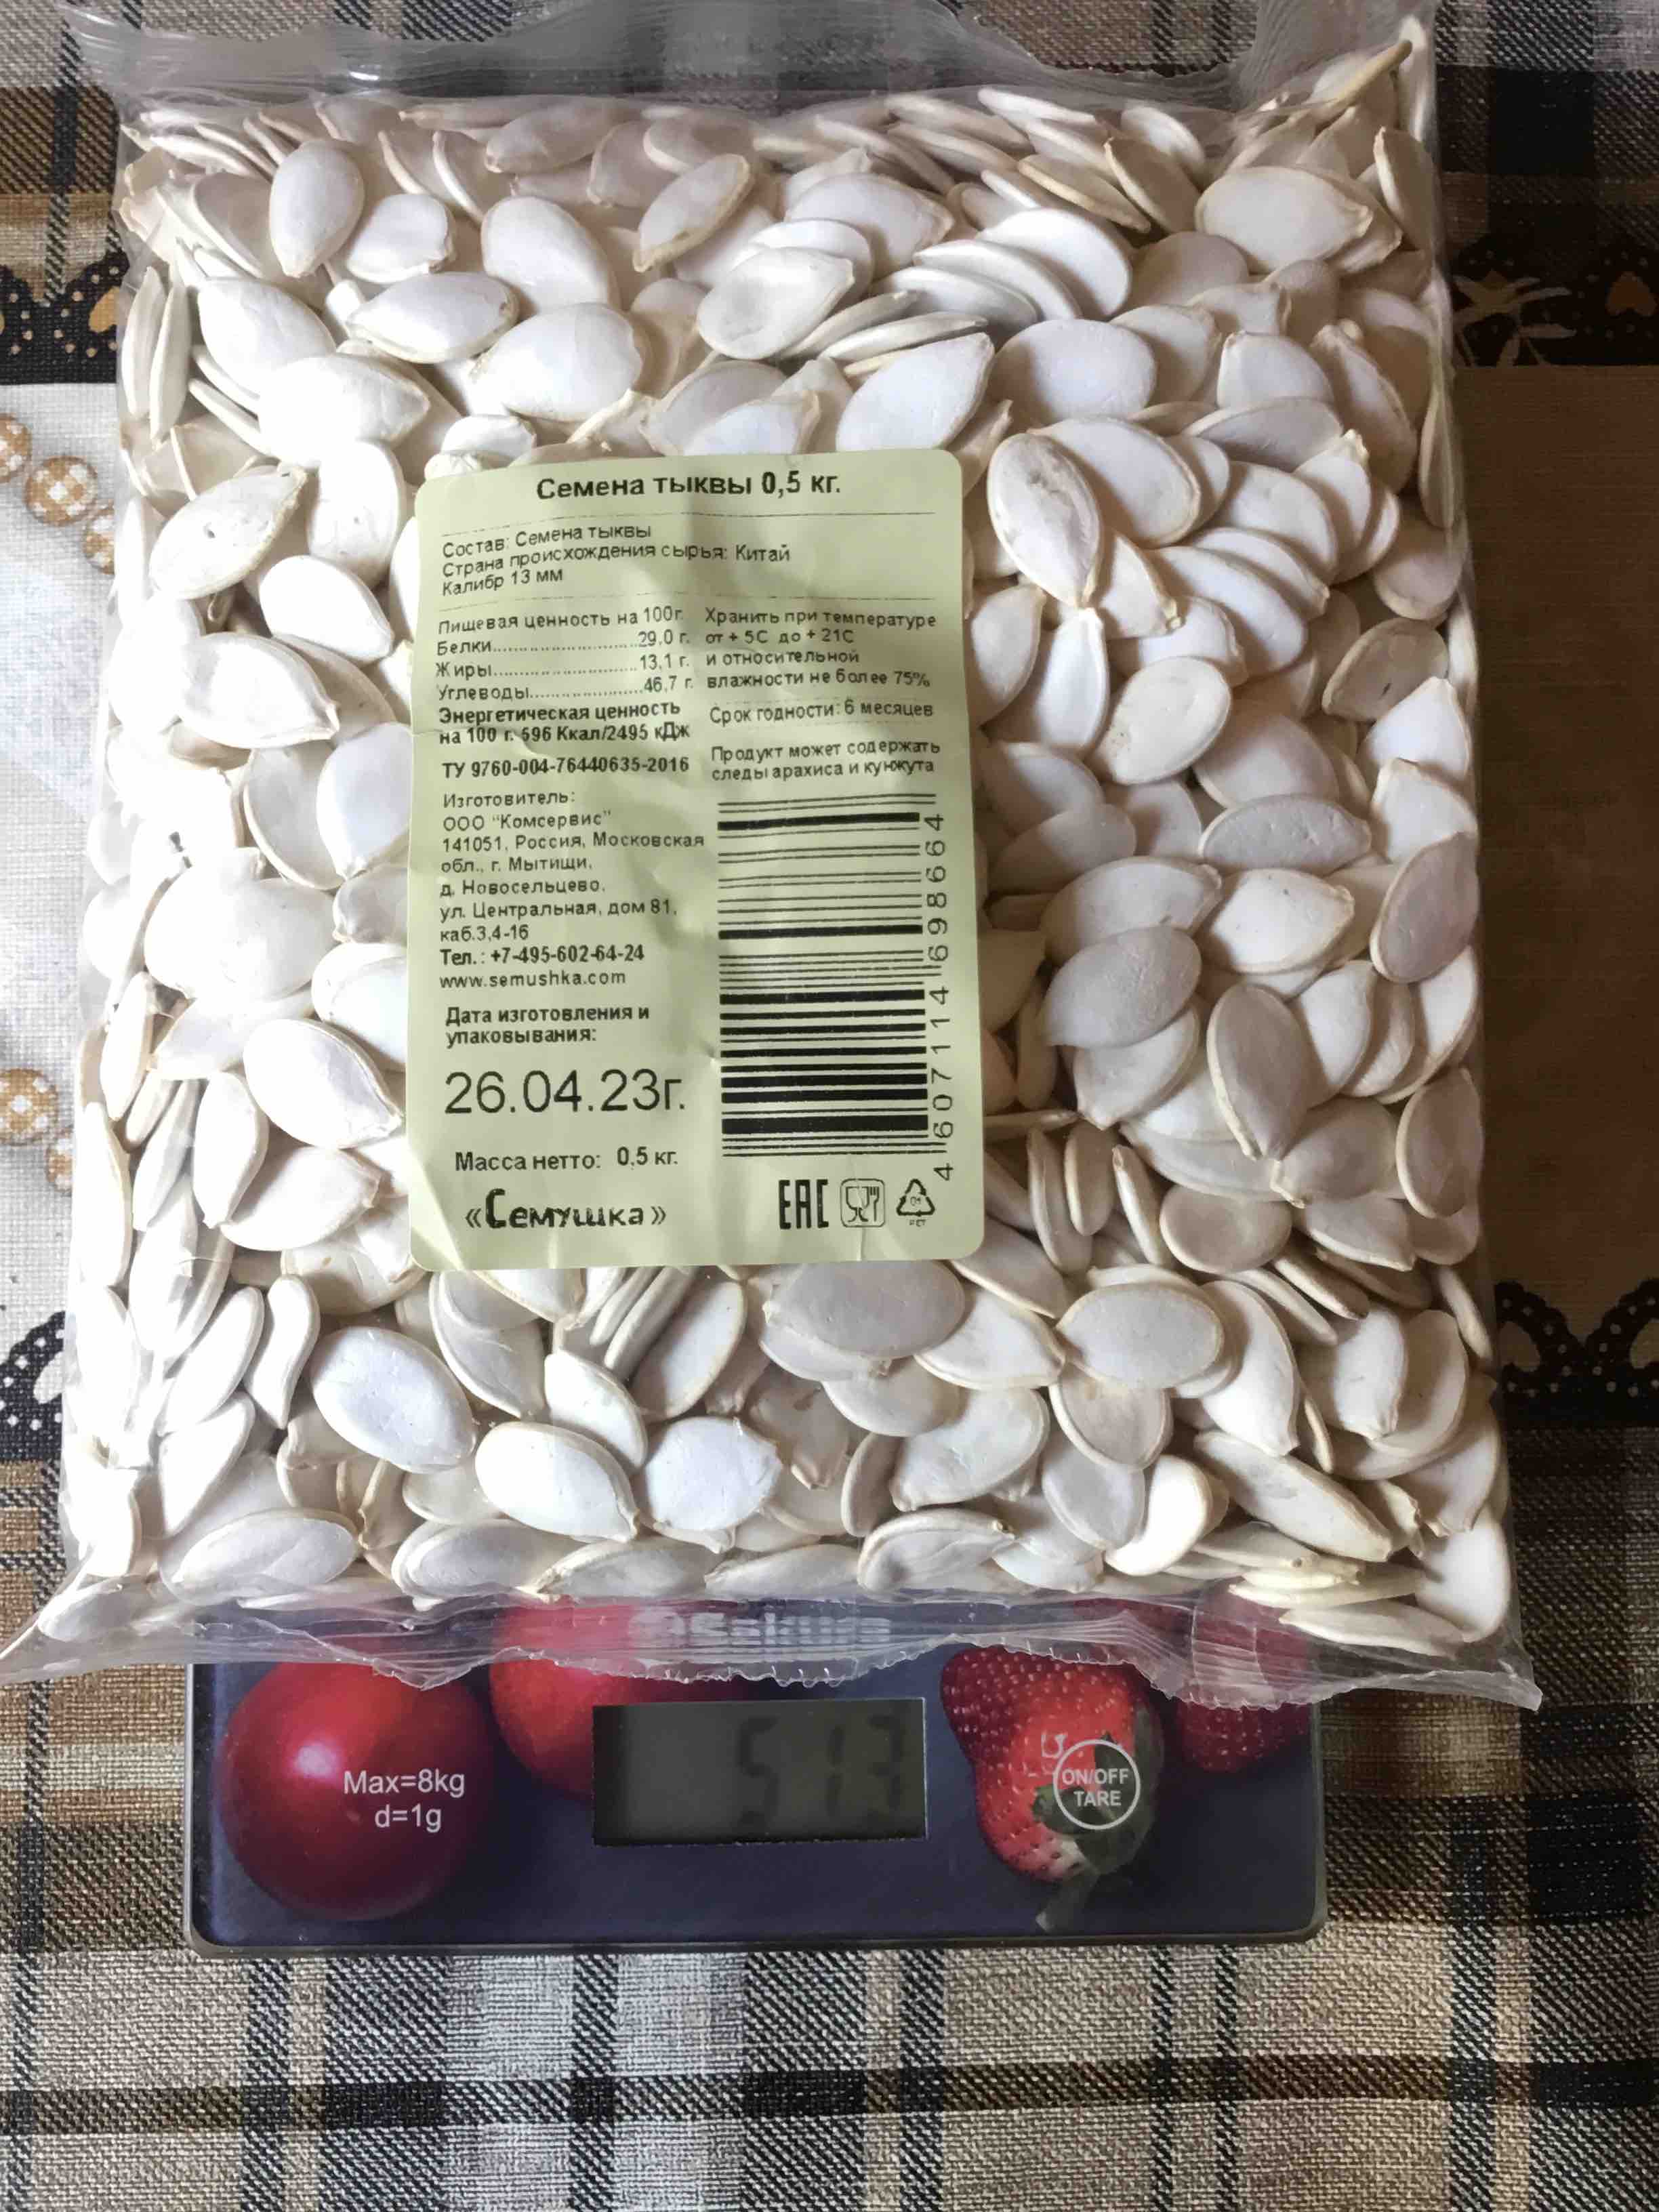 Семена тыквы 0,5 кг.
Состав: Семена тыквы
Страна происхождения сырья: Китай
Калибр 13 мм
Пищевая ценность на 100г.
Белки..............................29,0 г.
Жиры..............................13,1 г.
Углеводы........................46,7 г.
Энергетическая ценность
на 100 г. 596 Ккал/2495 кДж
ТУ 9760-004-76440635-2016
Изготовитель:
ООО "Комсервис"
141051, Россия, Московская
обл., г. Мытищи,
д. Новосельцево,
ул. Центральная, дом 81,
каб.3,4-16
Тел.: +7-495-602-64-24
www.semushka.com
Дата изготовления и
упаковывания:
26.04.23г.
Масса нетто: 0,5 кг.
«Семушка»
Хранить при температуре
от + 5С до + 21С
и относительной
влажности не более 75%
Срок годности: 6 месяцев
Продукт может содержать
следы арахиса и кунжута
4 607114 698664
EAC
Sakura
Max=8kg
d=1g
513
ON/OFF
TARE